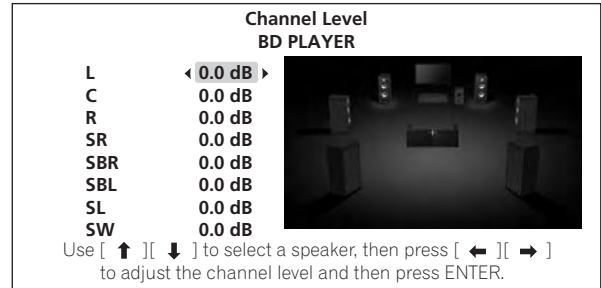 Channel Level
BD PLAYER
L 0.0 dB
C 0.0 dB
R 0.0 dB
SR 0.0 dB
SBR 0.0 dB
SBL 0.0 dB
SL 0.0 dB
SW 0.0 dB
Use [ ↑ ][ ↓ ] to select a speaker, then press [ ← ][ → ]
to adjust the channel level and then press ENTER.